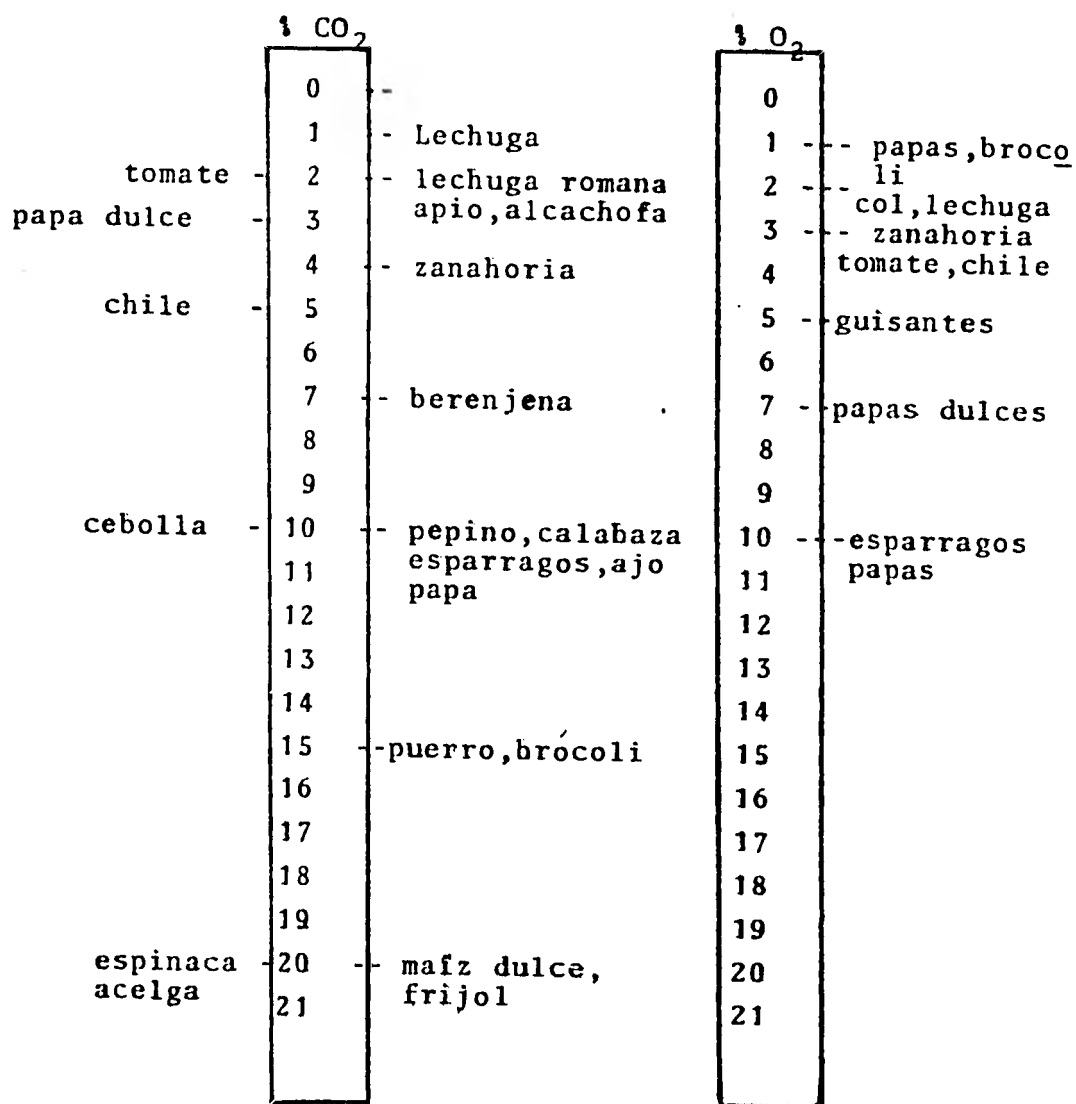 % CO2
0 -
1 - Lechuga
tomate - 2 - lechuga romana
papa dulce - 3 apio,alcachofa
4 - zanahoria
chile - 5
6
7 - berenjena
8
9
cebolla - 10 - pepino,calabaza
11 esparragos,ajo
papa
12
13
14
15 --puerro,brócoli
16
17
18
19
espinaca -20 -- maíz dulce,
acelga frijol
21
% O2
0
1 --- papas,broco
li
2 ---
col,lechuga
3 --- zanahoria
4 tomate,chile
5 --guisantes
6
7 --papas dulces
8
9
10 ---esparragos
papas
11
12
13
14
15
16
17
18
19
20
21